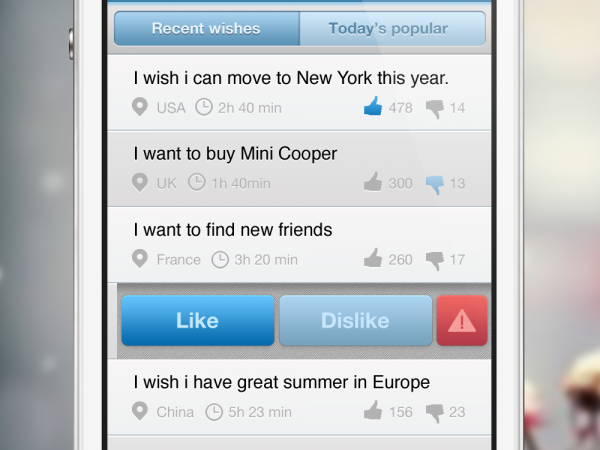 Recent wishes Today's popular
I wish i can move to New York this year.
USA 2h 40 min 478 14
I want to buy Mini Cooper
UK 1h 40min 300 13
I want to find new friends
France 3h 20 min 260 17
Like Dislike
I wish i have great summer in Europe
China 5h 23 min 156 23